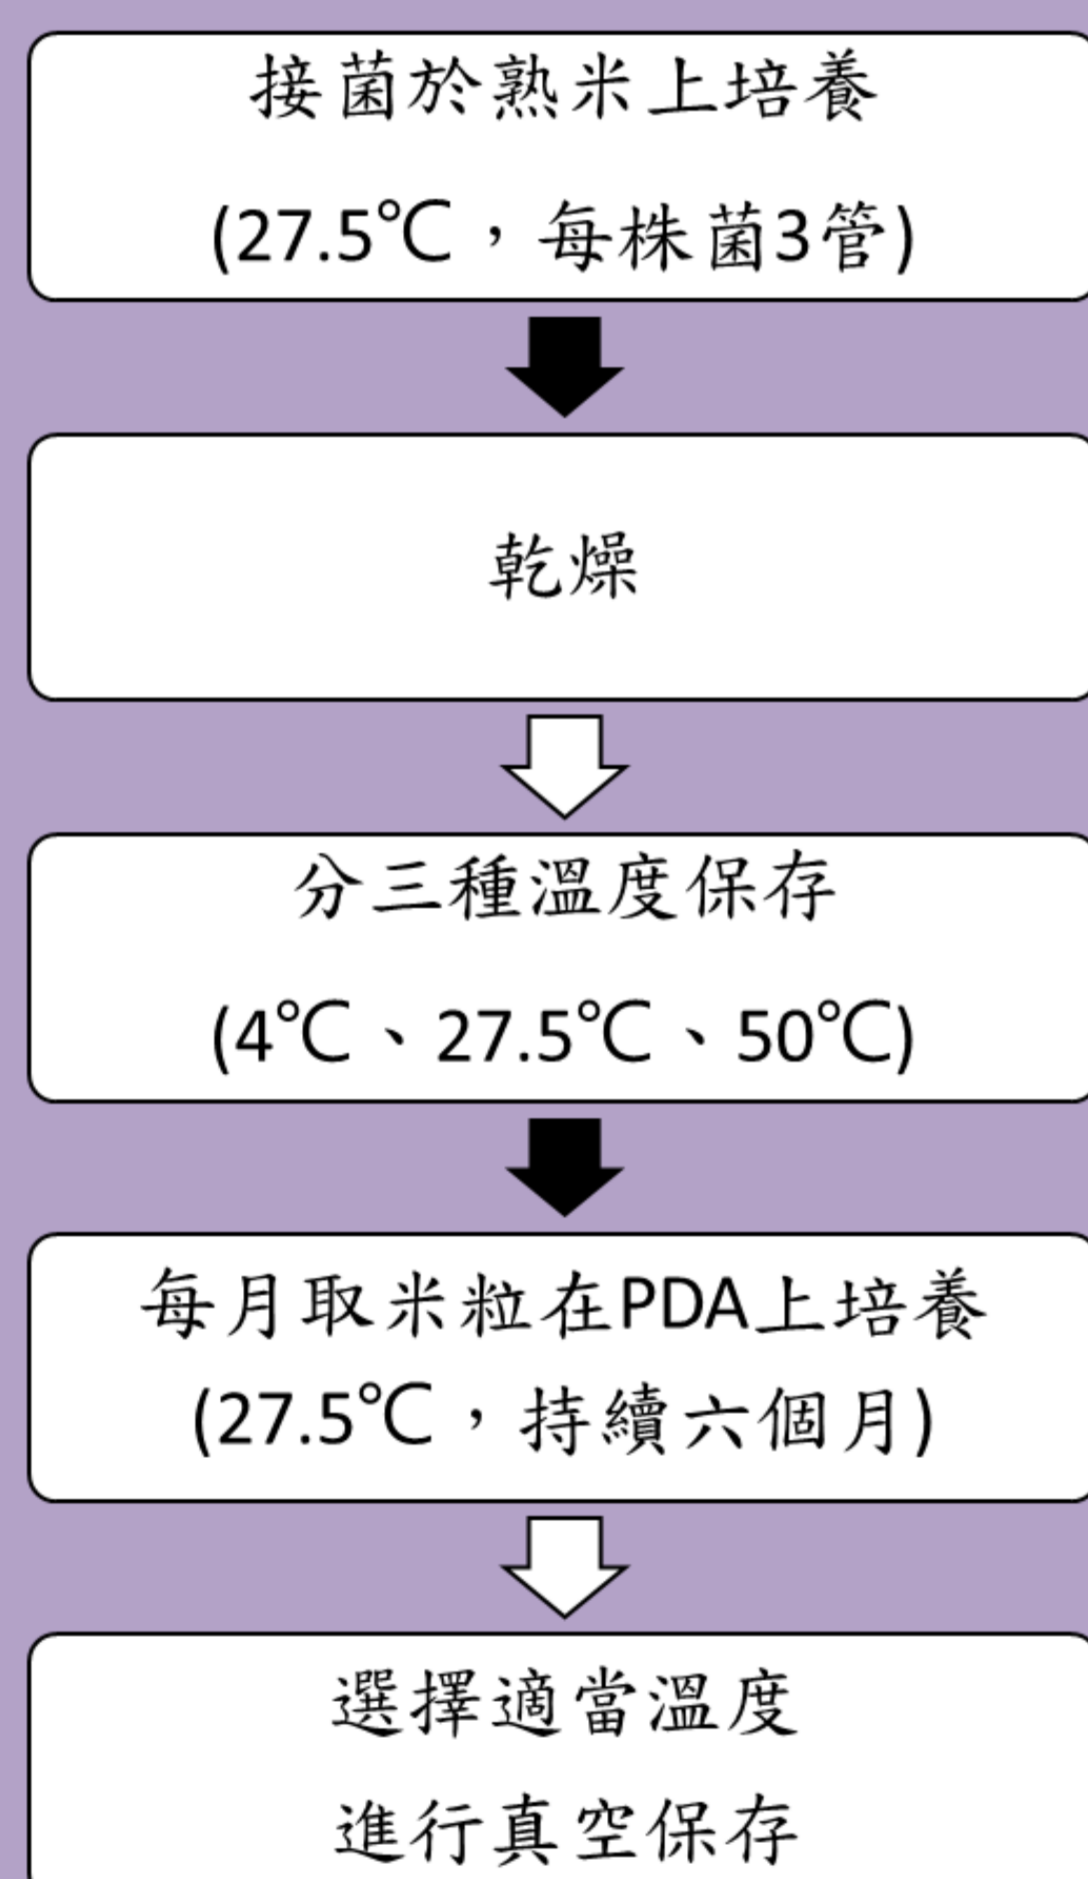 接菌於熟米上培養
(27.5℃，每株菌3管)
乾燥
分三種溫度保存
(4℃、27.5℃、50℃)
每月取米粒在PDA上培養
(27.5℃，持續六個月)
選擇適當溫度
進行真空保存